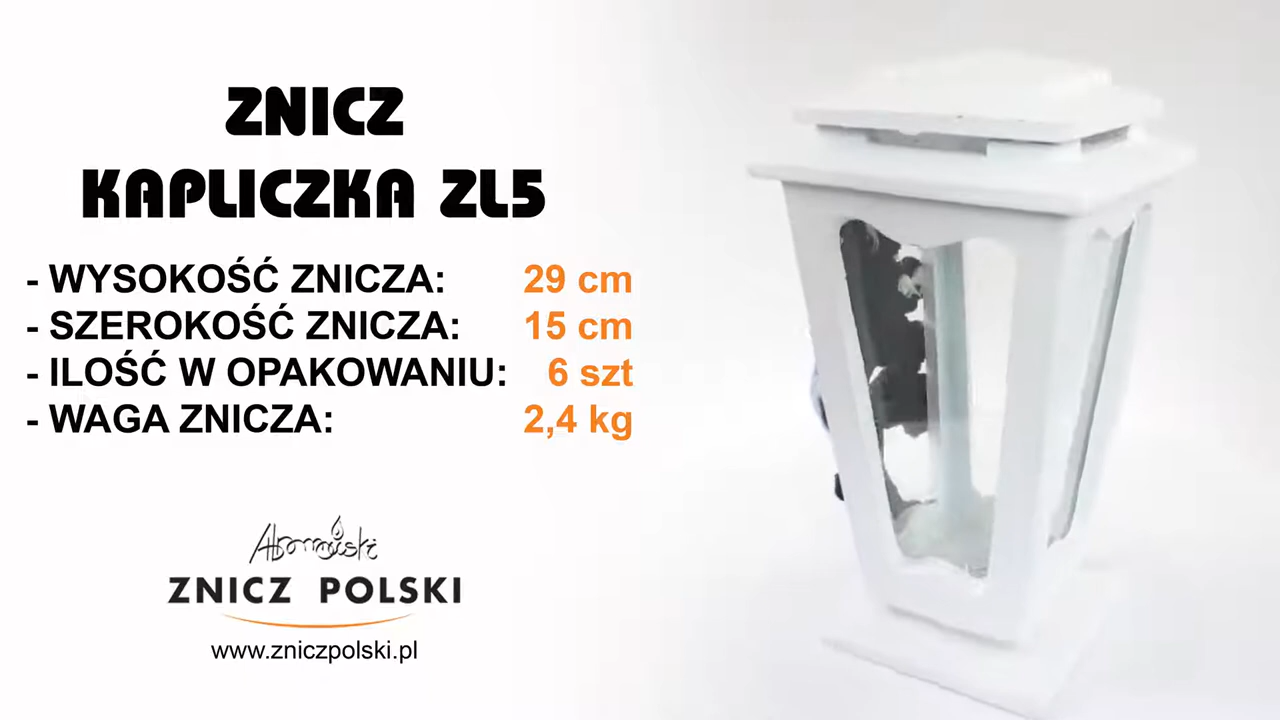 ZNICZ
KAPLICZKA ZL5
- WYSOKOŚĆ ZNICZA: 29 cm
- SZEROKOŚĆ ZNICZA: 15 cm
- ILOŚĆ W OPAKOWANIU: 6 szt
- WAGA ZNICZA: 2,4 kg
ZNICZ POLSKI
www.zniczpolski.pl